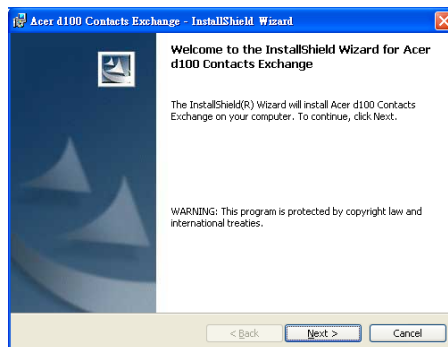 Acer d100 Contacts Exchange - InstallShield Wizard
Welcome to the InstallShield Wizard for Acer
d100 Contacts Exchange
The InstallShield(R) Wizard will install Acer d100 Contacts
Exchange on your computer. To continue, click Next.
WARNING: This program is protected by copyright law and
international treaties.
< Back Next > Cancel